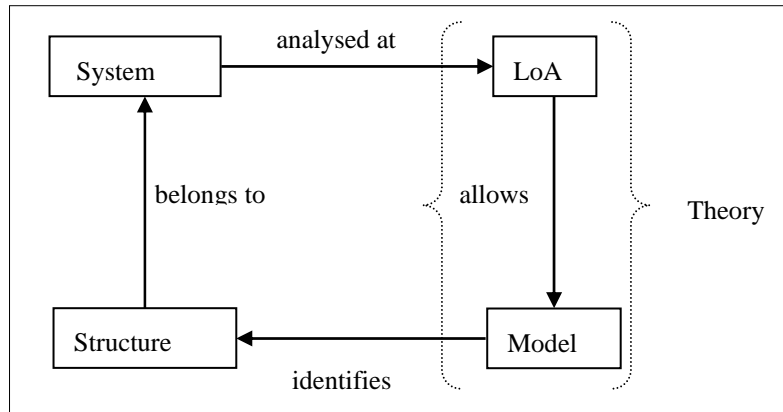 analysed at
System
LoA
belongs to
allows
Theory
Structure
Model
identifies